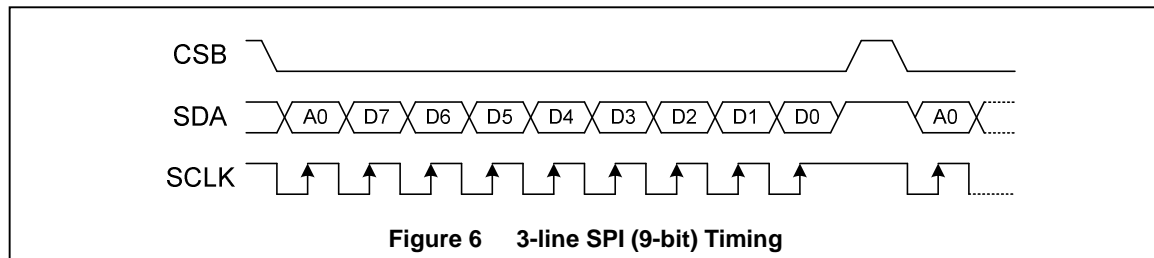 CSB
SDA A0 D7 D6 D5 D4 D3 D2 D1 D0 A0
SCLK
Figure 6 3-line SPI (9-bit) Timing